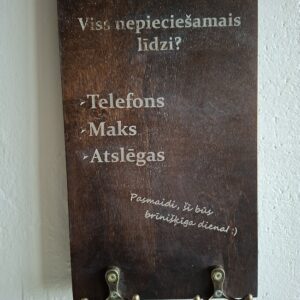 Viss nepieciešamais
līdzi?
➢Telefons
➢Maks
➢Atslēgas
Pasmaidi, šī būs
brīnišķīga diena! :)